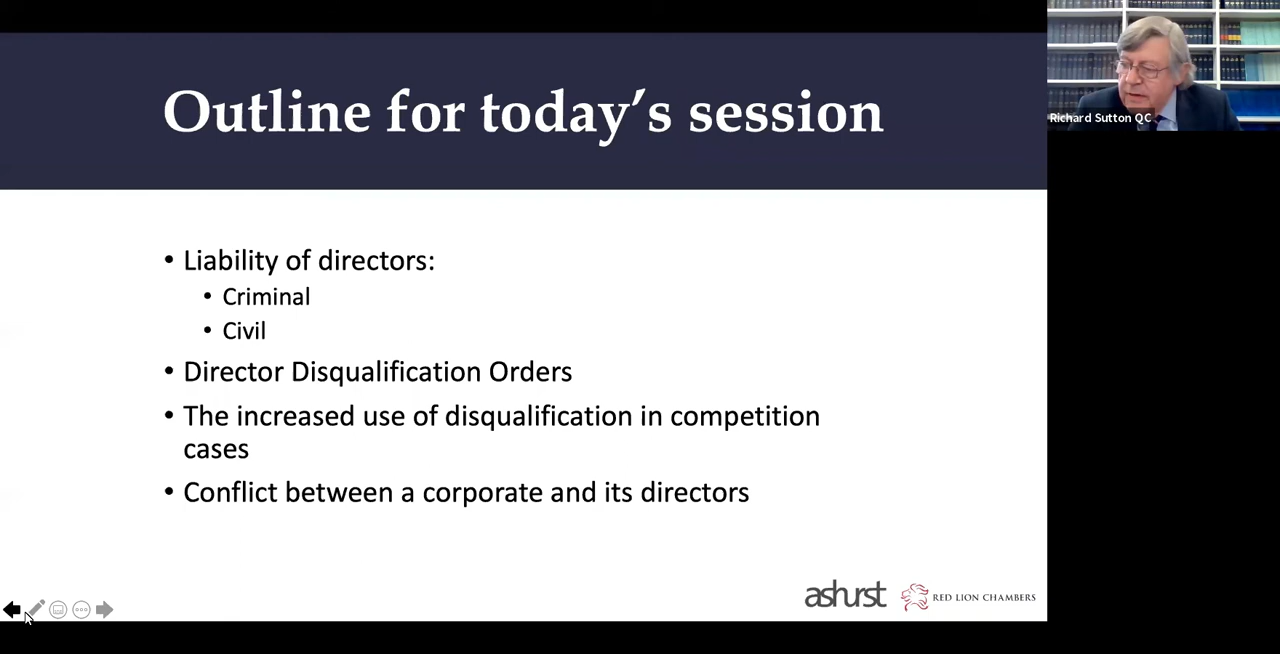 Outline for today's session
Richard Sutton QC
• Liability of directors:
• Criminal
• Civil
• Director Disqualification Orders
• The increased use of disqualification in competition
cases
• Conflict between a corporate and its directors
ashurst
RED LION CHAMBERS